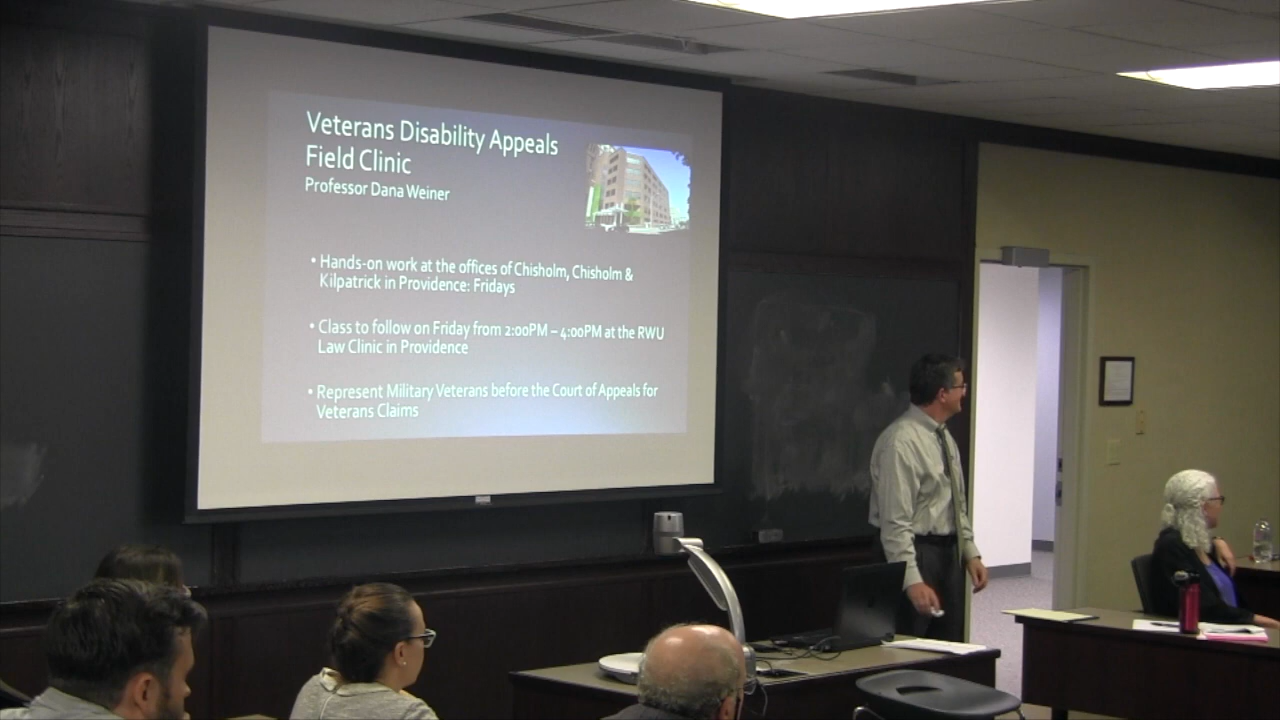 Veterans Disability Appeals
Field Clinic
Professor Dana Weiner
• Hands-on work at the offices of Chisholm, Chisholm &
Kilpatrick in Providence: Fridays
• Class to follow on Friday from 2:00PM – 4:00PM at the RWU
Law Clinic in Providence
• Represent Military Veterans before the Court of Appeals for
Veterans Claims